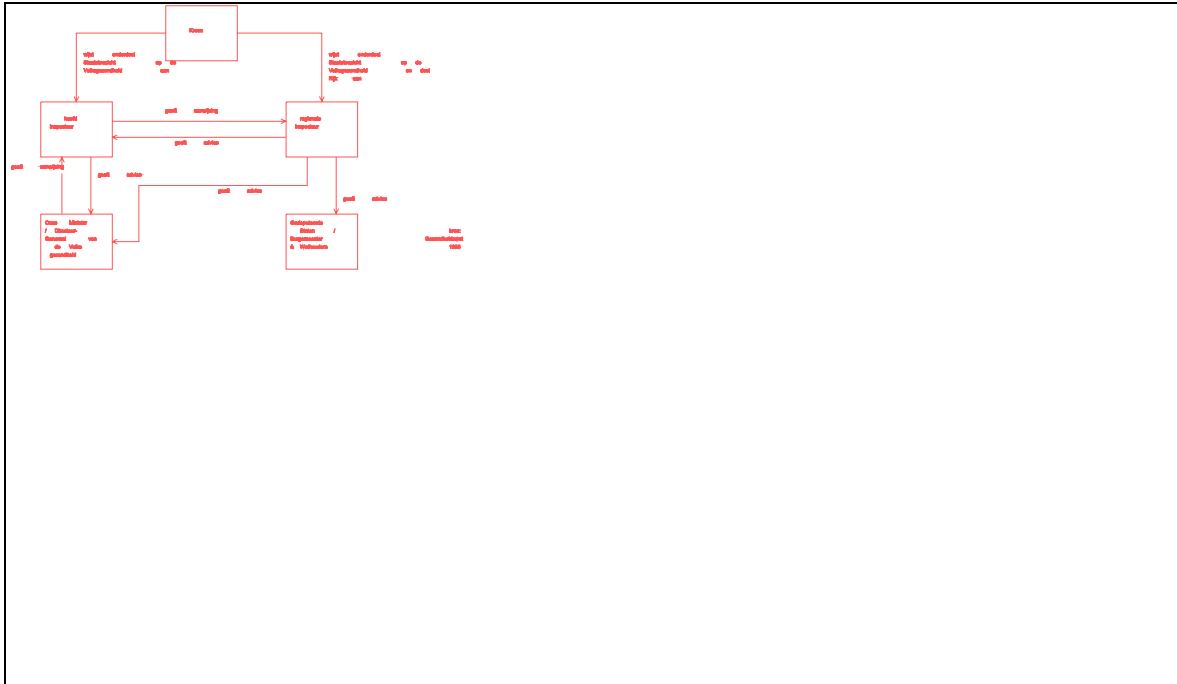 Kroon
wijst onderdeel
Staatstoezicht op de
Volksgezondheid aan
wijst onderdeel
Staatstoezicht op de
Volksgezondheid en deel
Rijk aan
hoofd
inspecteur
geeft aanwijzing
regionale
inspecteur
geeft advies
geeft aanwijzing
geeft advies
geeft advies
geeft advies
Onze Minister
/ Directeur-
Generaal van
de Volks
gezondheid
Gedeputeerde
Staten /
Burgemeester
& Wethouders
bron:
Gezondheidswet